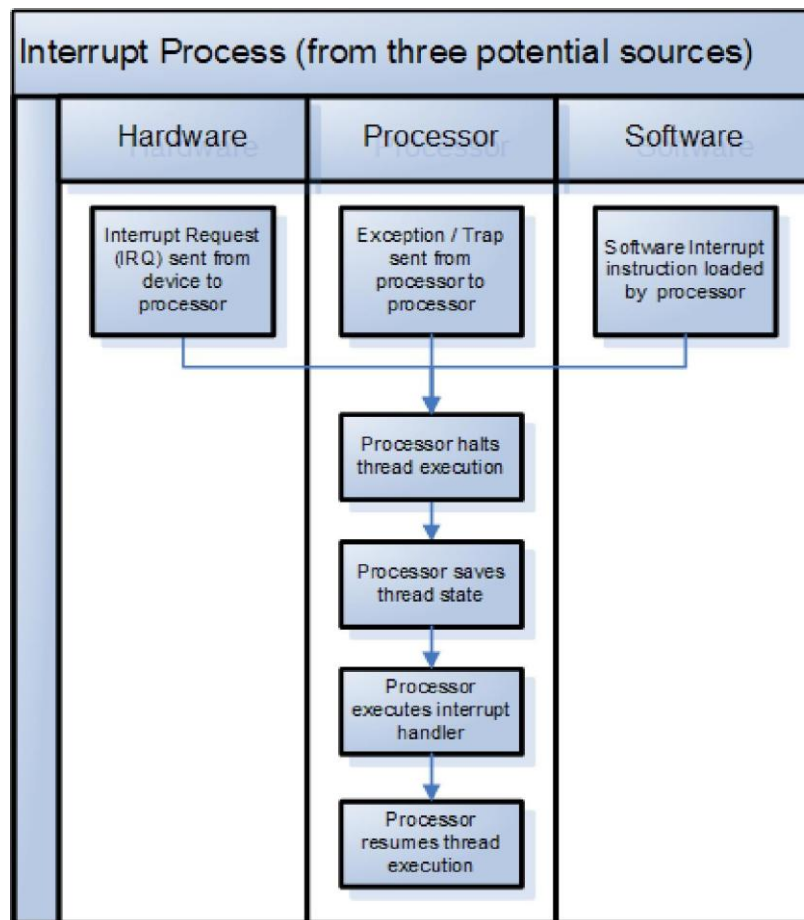 Interrupt Process (from three potential sources)
Hardware
Processor
Software
Interrupt Request
(IRQ) sent from
device to
processor
Exception / Trap
sent from
processor to
processor
Software Interrupt
instruction loaded
by processor
Processor halts
thread execution
Processor saves
thread state
Processor
executes interrupt
handler
Processor
resumes thread
execution